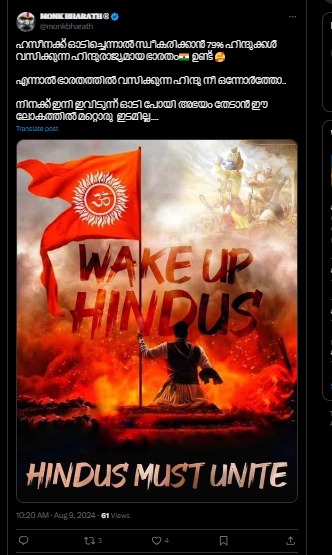 MONK BHARATH ®
@monkbharath
ഹസീനക്ക് ഓടിച്ചെന്നാൽ സ്വീകരിക്കാൻ 79% ഹിന്ദുക്കൾ
വസിക്കുന്ന ഹിന്ദുരാജ്യമായ ഭാരതം🇮🇳 ഉണ്ട്
എന്നാൽ ഭാരതത്തിൽ വസിക്കുന്ന ഹിന്ദു നീ ഒന്നോർത്തോ...
നിനക്ക് ഇനി ഇവിടുന്ന് ഓടി പോയി അഭയം തേടാൻ ഈ
ലോകത്തിൽ മറ്റൊരു ഇടമില്ല....
Translate post
ॐ
WAKE UP
HINDUS
HINDUS MUST UNITE
10:20 AM · Aug 9, 2024 · 61 Views
3
4